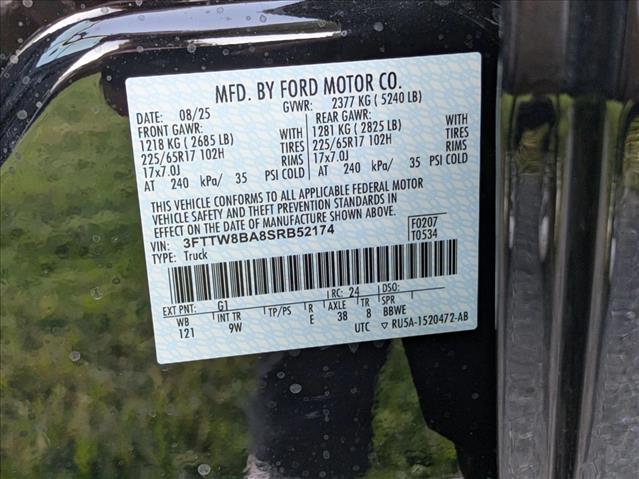 MFD. BY FORD MOTOR CO.
DATE: 08/25 GVWR: 2377 KG ( 5240 LB)
FRONT GAWR: REAR GAWR:
1218 KG ( 2685 LB) WITH 1281 KG ( 2825 LB) WITH
225/65R17 102H TIRES 225/65R17 102H TIRES
17x7.0J RIMS 17x7.0J RIMS
AT 240 kPa/ 35 PSI COLD AT 240 kPa/ 35 PSI COLD
THIS VEHICLE CONFORMS TO ALL APPLICABLE FEDERAL MOTOR
VEHICLE SAFETY AND THEFT PREVENTION STANDARDS IN
EFFECT ON THE DATE OF MANUFACTURE SHOWN ABOVE.
VIN: 3FTTW8BA8SRB52174 F0207
TYPE: Truck T0534
EXT PNT: G1 RC: 24 DSO:
WB INT TR TP/PS R AXLE TR SPR
121 9W E 38 8 BBWE
UTC ▽ RU5A-1520472-AB